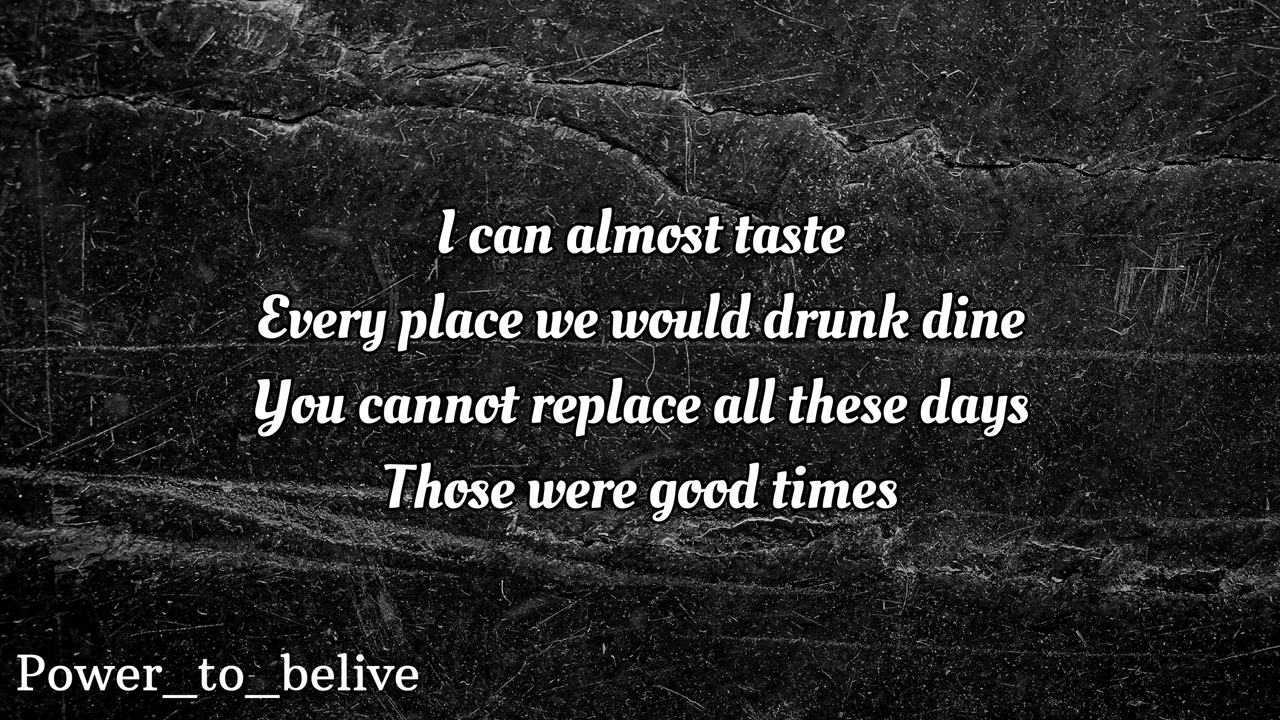 I can almost taste
Every place we would drunk dine
You cannot replace all these days
Those were good times
Power_to_belive